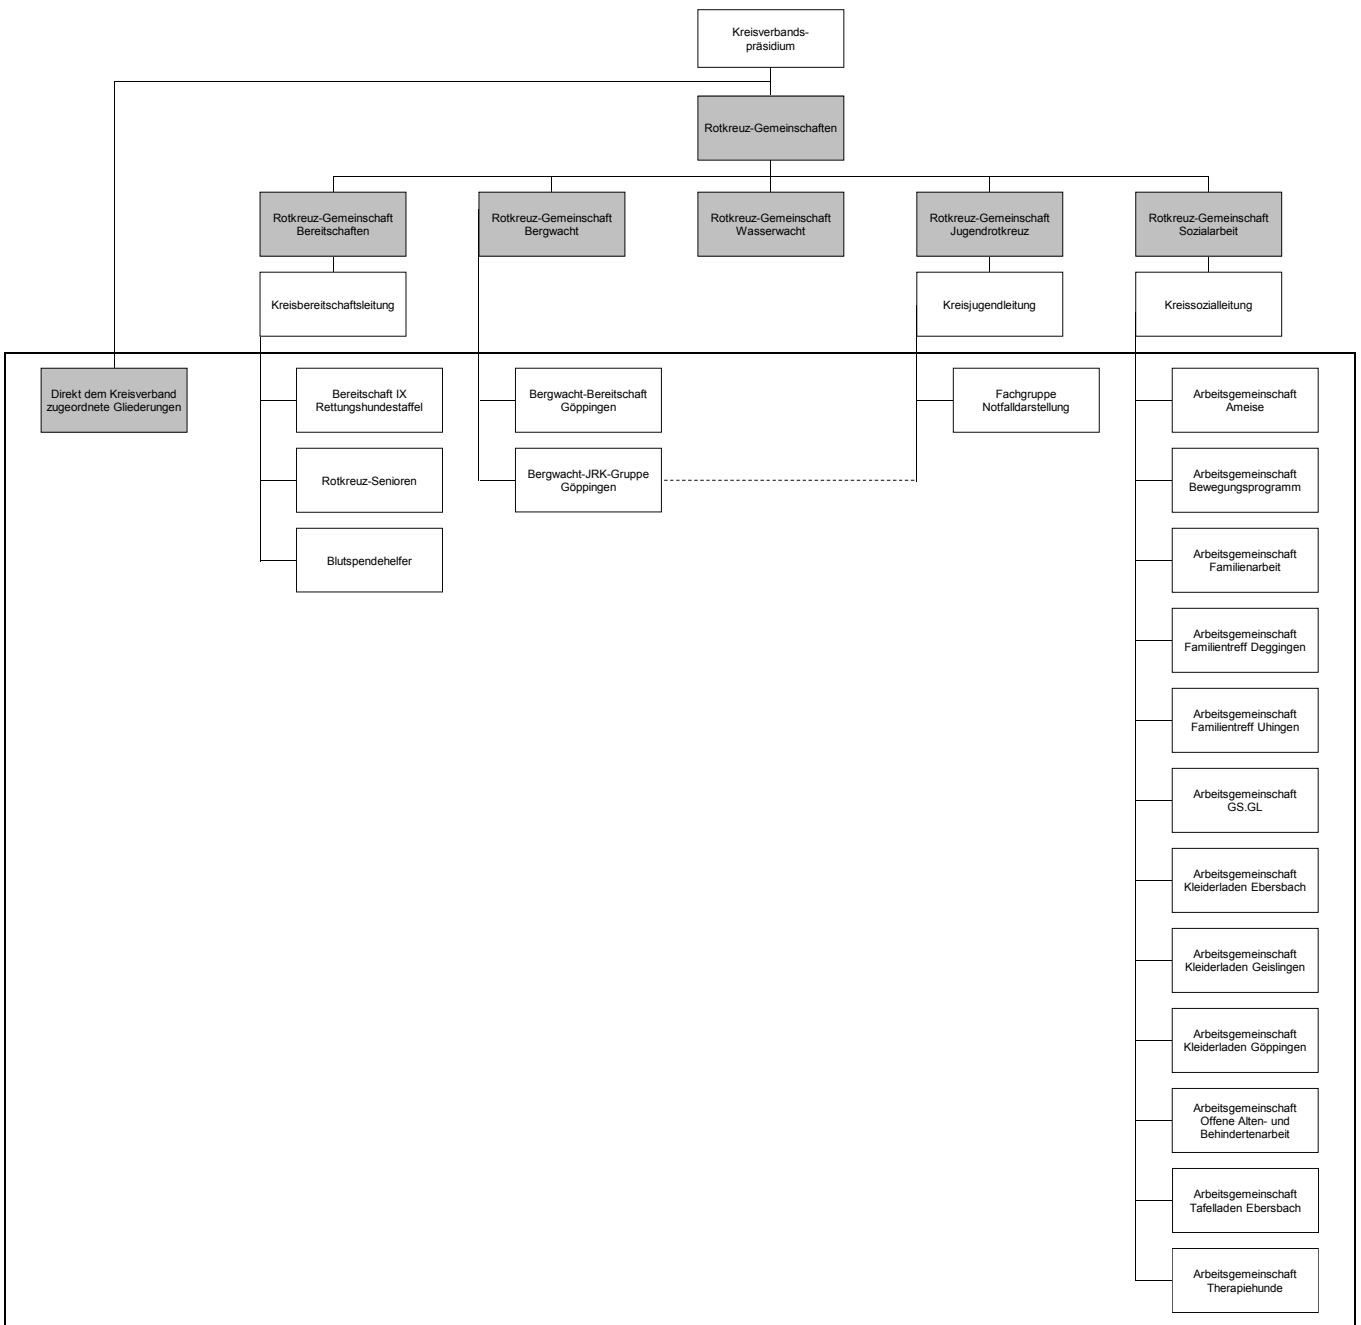 Kreisverbands-
präsidium
Rotkreuz-Gemeinschaften
Rotkreuz-Gemeinschaft
Bereitschaften
Rotkreuz-Gemeinschaft
Bergwacht
Rotkreuz-Gemeinschaft
Wasserwacht
Rotkreuz-Gemeinschaft
Jugendrotkreuz
Rotkreuz-Gemeinschaft
Sozialarbeit
Kreisbereitschaftsleitung
Kreisjugendleitung
Kreissozialleitung
Direkt dem Kreisverband
zugeordnete Gliederungen
Bereitschaft IX
Rettungshundestaffel
Rotkreuz-Senioren
Blutspendehelfer
Bergwacht-Bereitschaft
Göppingen
Bergwacht-JRK-Gruppe
Göppingen
Fachgruppe
Notfalldarstellung
Arbeitsgemeinschaft
Ameise
Arbeitsgemeinschaft
Bewegungsprogramm
Arbeitsgemeinschaft
Familienarbeit
Arbeitsgemeinschaft
Familientreff Deggingen
Arbeitsgemeinschaft
Familientreff Uhingen
Arbeitsgemeinschaft
GS.GL
Arbeitsgemeinschaft
Kleiderladen Ebersbach
Arbeitsgemeinschaft
Kleiderladen Geislingen
Arbeitsgemeinschaft
Kleiderladen Göppingen
Arbeitsgemeinschaft
Offene Alten- und
Behindertenarbeit
Arbeitsgemeinschaft
Tafelladen Ebersbach
Arbeitsgemeinschaft
Therapiehunde